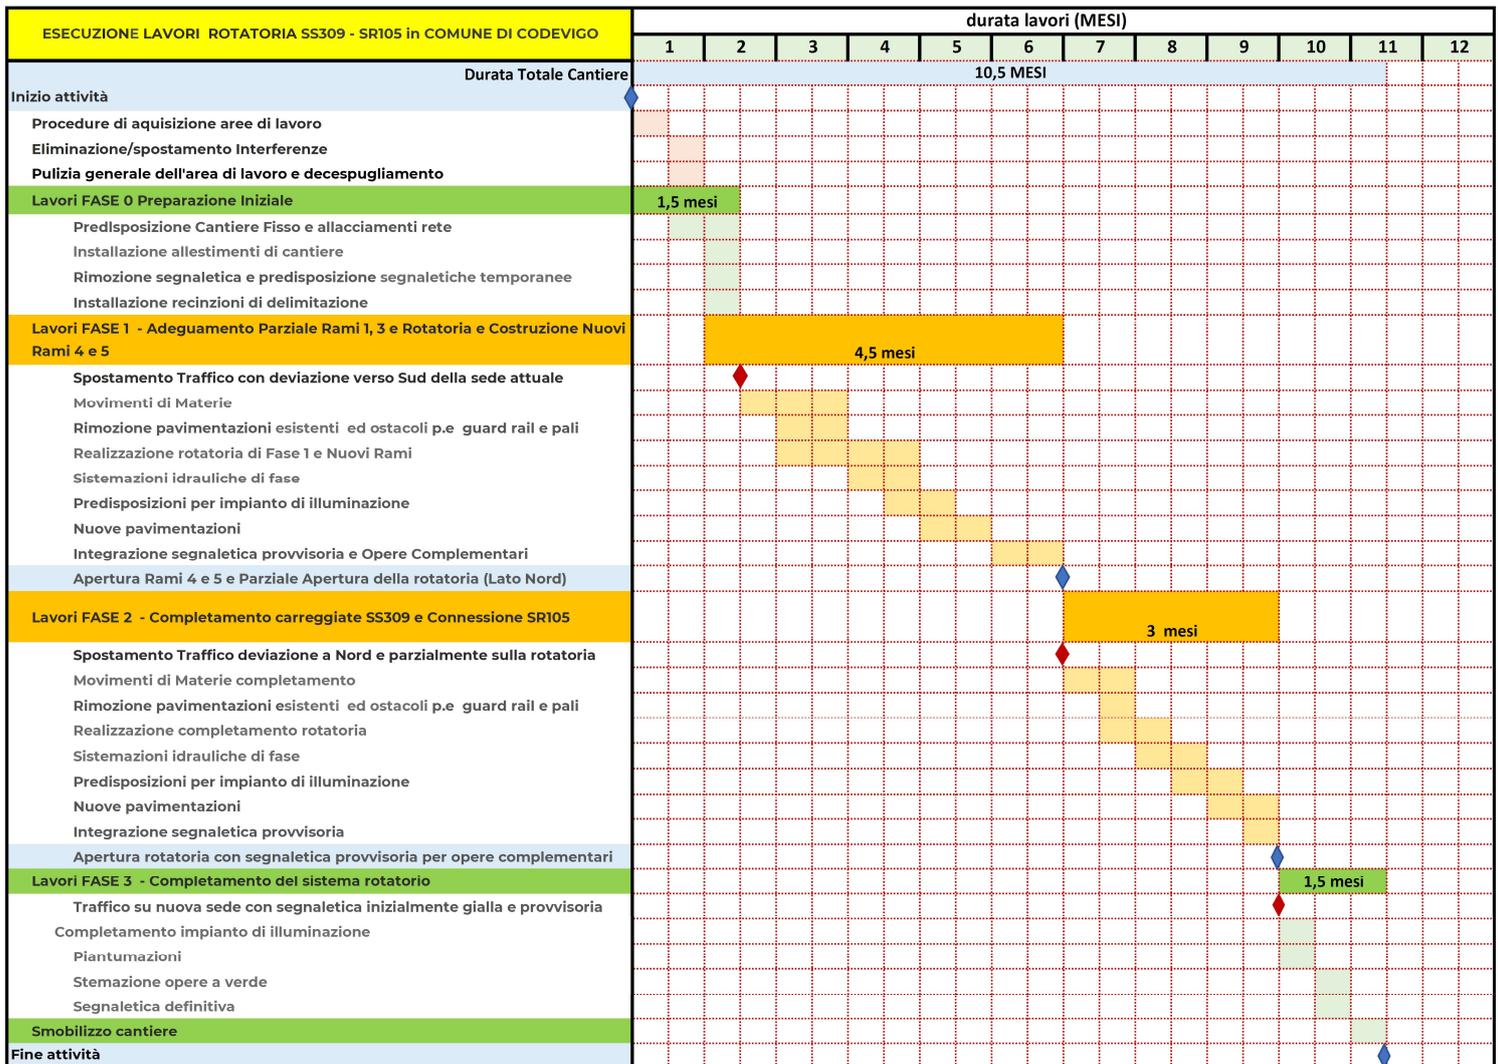 ESECUZIONE LAVORI ROTATORIA SS309 - SR105 in COMUNE DI CODEVIGO
durata lavori (MESI)
1 2 3 4 5 6 7 8 9 10 11 12
Durata Totale Cantiere 10,5 MESI
Inizio attività
Procedure di aquisizione aree di lavoro
Eliminazione/spostamento Interferenze
Pulizia generale dell'area di lavoro e decespugliamento
Lavori FASE 0 Preparazione Iniziale 1,5 mesi
PredIsposizione Cantiere Fisso e allacciamenti rete
Installazione allestimenti di cantiere
Rimozione segnaletica e predisposizione segnaletiche temporanee
Installazione recinzioni di delimitazione
Lavori FASE 1 - Adeguamento Parziale Rami 1, 3 e Rotatoria e Costruzione Nuovi
Rami 4 e 5 4,5 mesi
Spostamento Traffico con deviazione verso Sud della sede attuale
Movimenti di Materie
Rimozione pavimentazioni esistenti ed ostacoli p.e guard rail e pali
Realizzazione rotatoria di Fase 1 e Nuovi Rami
Sistemazioni idrauliche di fase
Predisposizioni per impianto di illuminazione
Nuove pavimentazioni
Integrazione segnaletica provvisoria e Opere Complementari
Apertura Rami 4 e 5 e Parziale Apertura della rotatoria (Lato Nord)
Lavori FASE 2 - Completamento carreggiate SS309 e Connessione SR105
3 mesi
Spostamento Traffico deviazione a Nord e parzialmente sulla rotatoria
Movimenti di Materie completamento
Rimozione pavimentazioni esistenti ed ostacoli p.e guard rail e pali
Realizzazione completamento rotatoria
Sistemazioni idrauliche di fase
Predisposizioni per impianto di illuminazione
Nuove pavimentazioni
Integrazione segnaletica provvisoria
Apertura rotatoria con segnaletica provvisoria per opere complementari
Lavori FASE 3 - Completamento del sistema rotatorio 1,5 mesi
Traffico su nuova sede con segnaletica inizialmente gialla e provvisoria
Completamento impianto di illuminazione
Piantumazioni
Stemazione opere a verde
Segnaletica definitiva
Smobilizzo cantiere
Fine attività